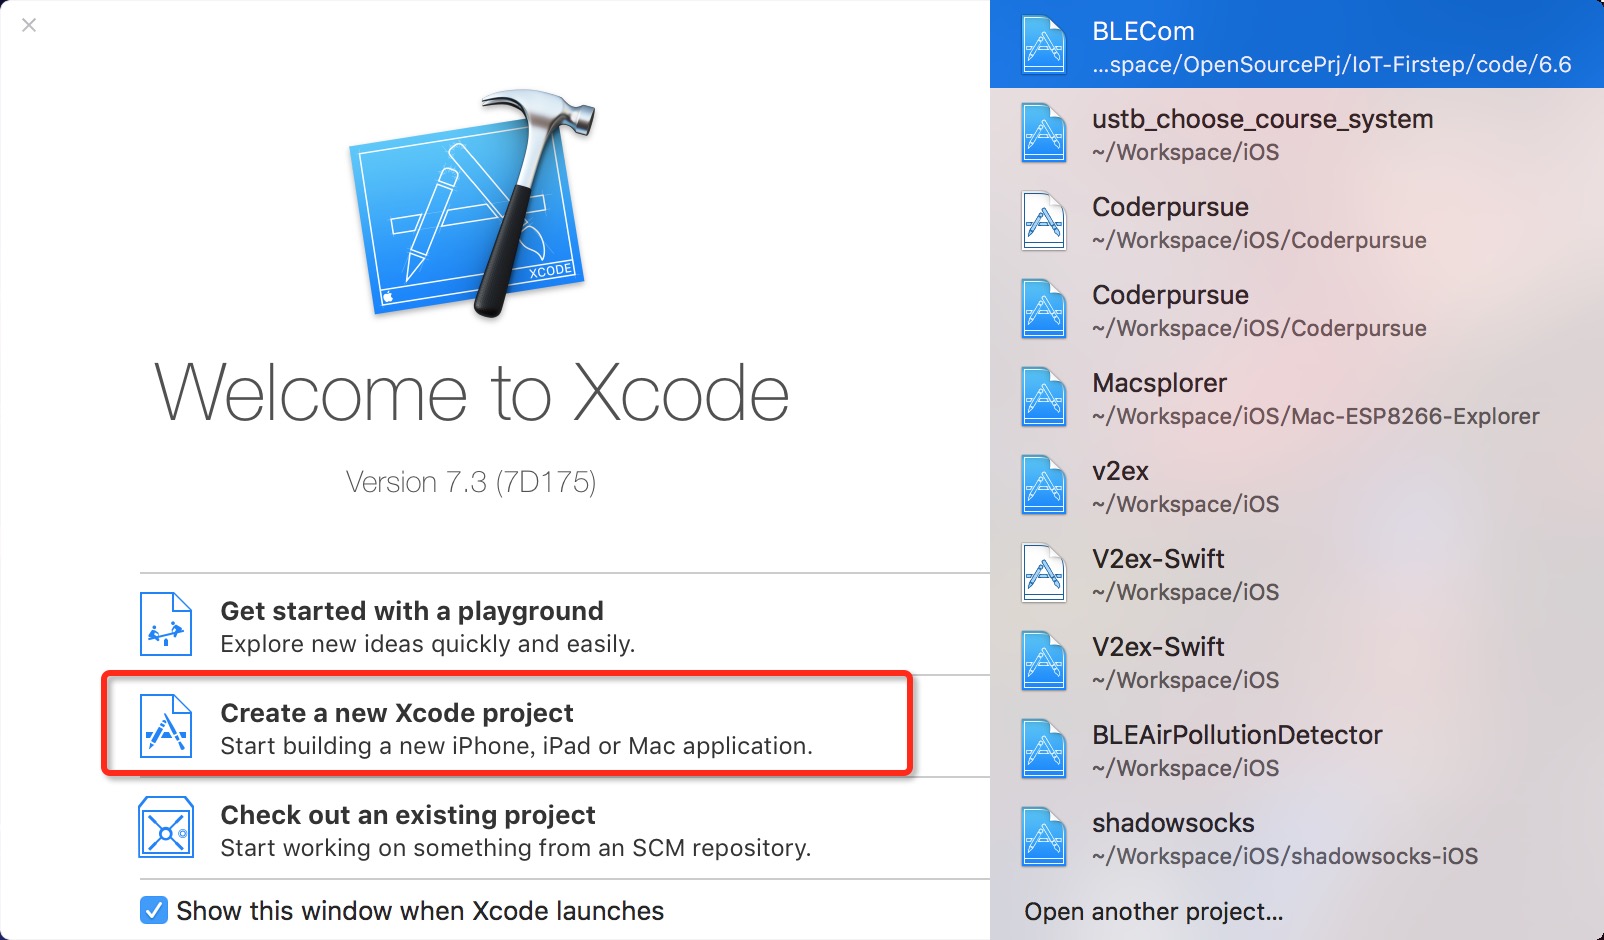 XCODE
Welcome to Xcode
Version 7.3 (7D175)
Get started with a playground
Explore new ideas quickly and easily.
Create a new Xcode project
Start building a new iPhone, iPad or Mac application.
Check out an existing project
Start working on something from an SCM repository.
Show this window when Xcode launches
BLECom
...space/OpenSourcePrj/IoT-Firstep/code/6.6
ustb_choose_course_system
~/Workspace/iOS
Coderpursue
~/Workspace/iOS/Coderpursue
Coderpursue
~/Workspace/iOS/Coderpursue
Macsplorer
~/Workspace/iOS/Mac-ESP8266-Explorer
v2ex
~/Workspace/iOS
V2ex-Swift
~/Workspace/iOS
V2ex-Swift
~/Workspace/iOS
BLEAirPollutionDetector
~/Workspace/iOS
shadowsocks
~/Workspace/iOS/shadowsocks-iOS
Open another project...